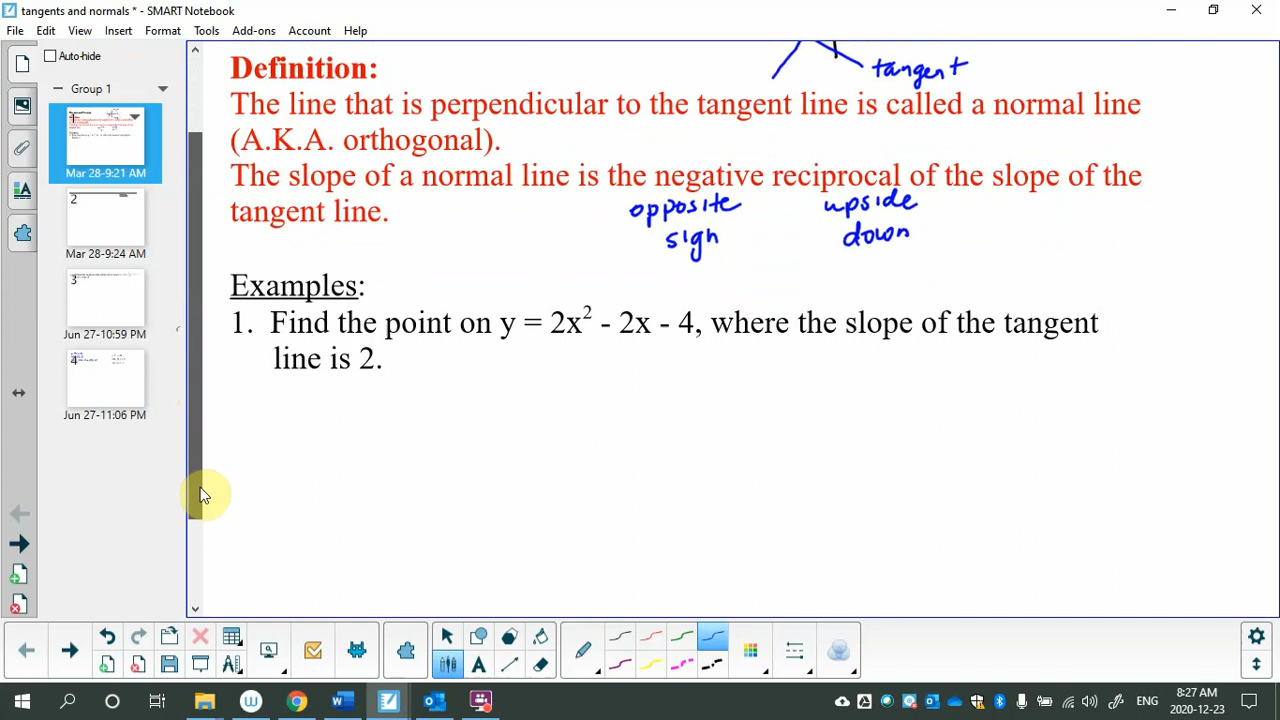 tangents and normals * - SMART Notebook
File Edit View Insert Format Tools Add-ons Account Help
Auto-hide
Group 1
1
Mar 28-9:21 AM
2
Mar 28-9:24 AM
3
Jun 27-10:59 PM
4
Jun 27-11:06 PM
tangent
Definition:
The line that is perpendicular to the tangent line is called a normal line
(A.K.A. orthogonal).
The slope of a normal line is the negative reciprocal of the slope of the
tangent line.
opposite upside
sign down
Examples:
1. Find the point on y = 2x² - 2x - 4, where the slope of the tangent
line is 2.
ENG
8:27 AM
2020-12-23